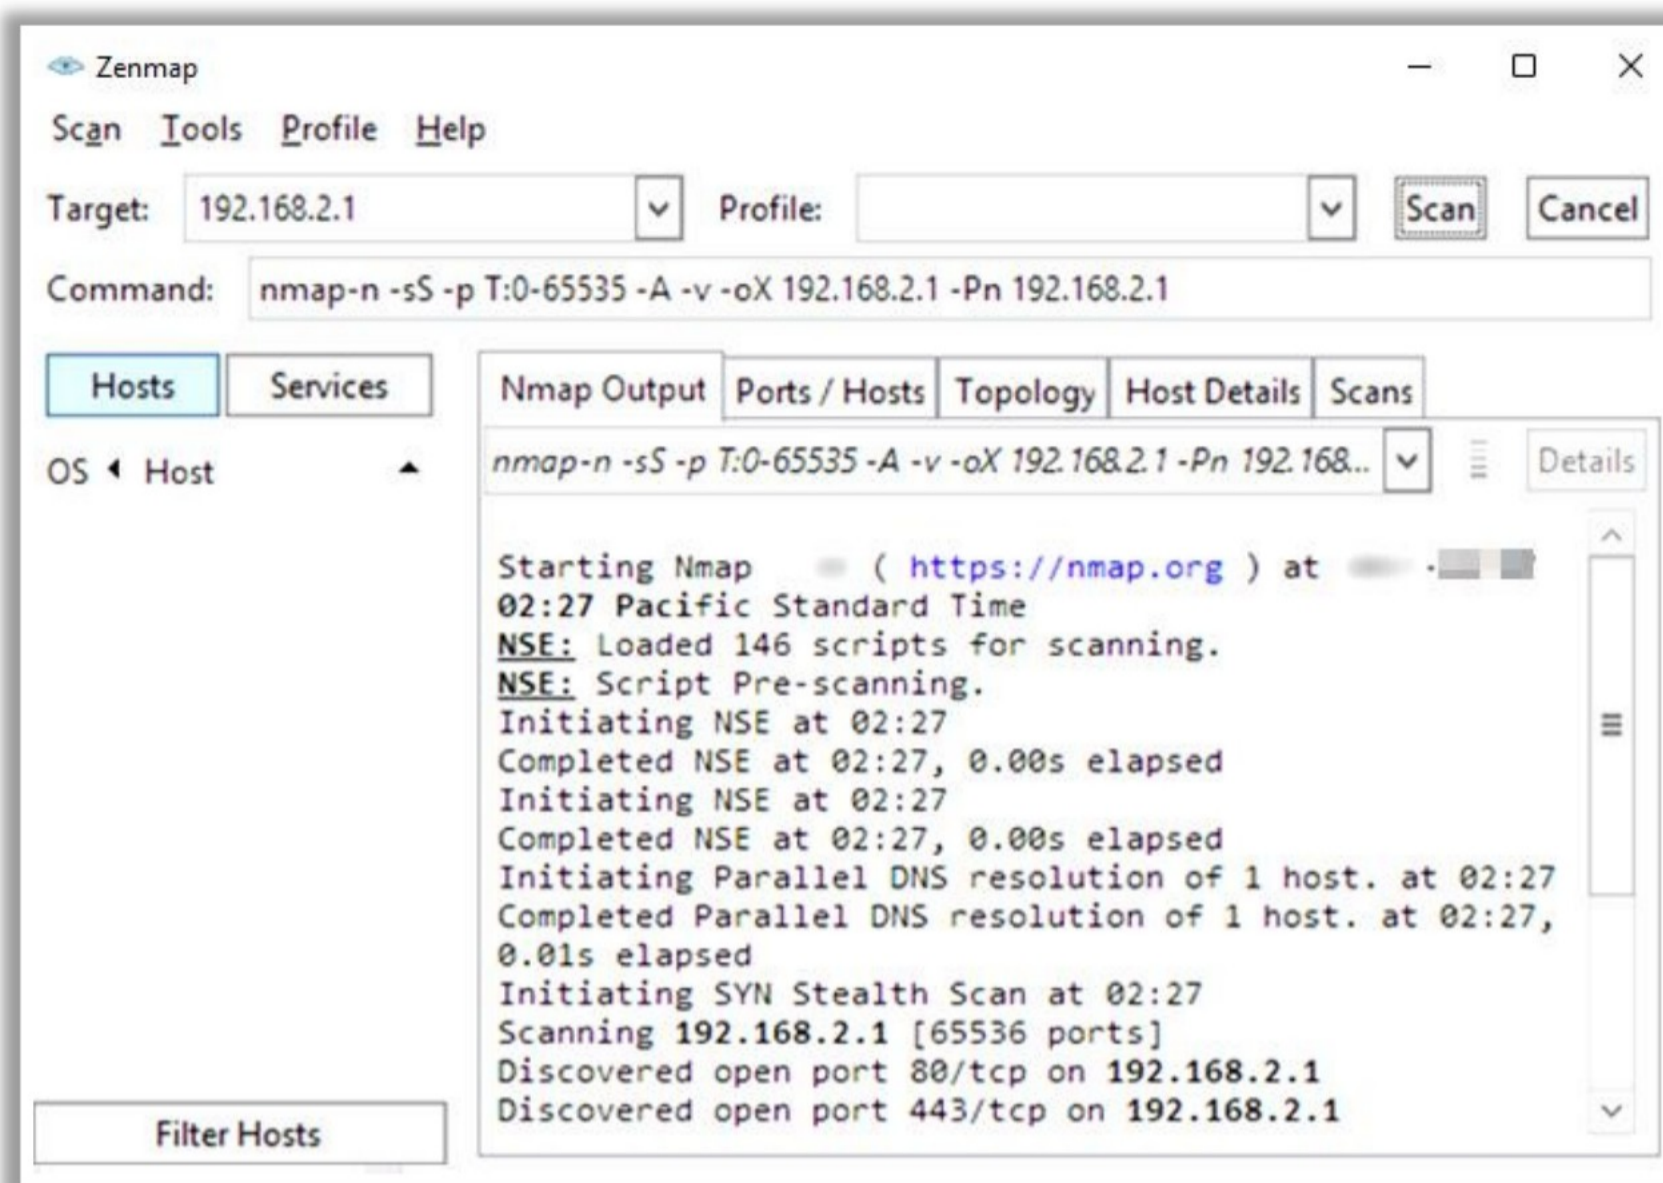 Zenmap
Scan Tools Profile Help
Target: 192.168.2.1 Profile: Scan Cancel
Command: nmap-n -sS -p T:0-65535 -A -v -oX 192.168.2.1 -Pn 192.168.2.1
Hosts Services
OS Host
Nmap Output Ports / Hosts Topology Host Details Scans
nmap-n -sS -p T:0-65535 -A -v -oX 192.168.2.1 -Pn 192.168... Details
Starting Nmap ( https://nmap.org ) at
02:27 Pacific Standard Time
NSE: Loaded 146 scripts for scanning.
NSE: Script Pre-scanning.
Initiating NSE at 02:27
Completed NSE at 02:27, 0.00s elapsed
Initiating NSE at 02:27
Completed NSE at 02:27, 0.00s elapsed
Initiating Parallel DNS resolution of 1 host. at 02:27
Completed Parallel DNS resolution of 1 host. at 02:27,
0.01s elapsed
Initiating SYN Stealth Scan at 02:27
Scanning 192.168.2.1 [65536 ports]
Discovered open port 80/tcp on 192.168.2.1
Discovered open port 443/tcp on 192.168.2.1
Filter Hosts